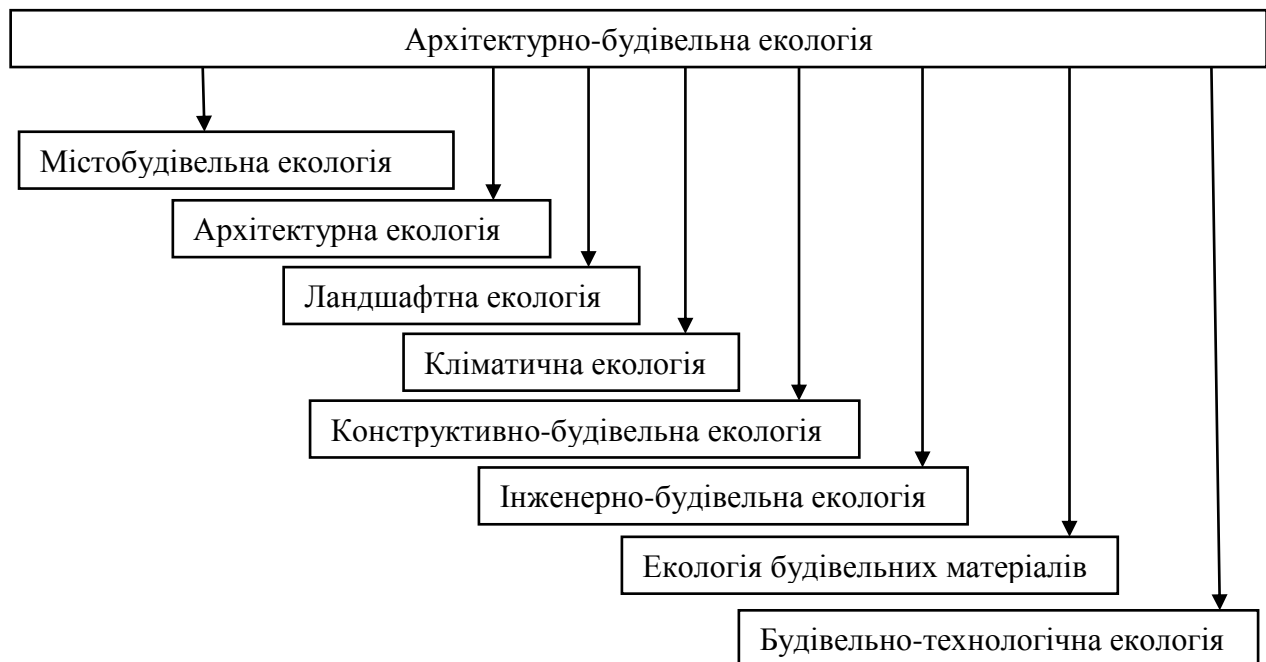 Архітектурно-будівельна екологія
Містобудівельна екологія
Архітектурна екологія
Ландшафтна екологія
Кліматична екологія
Конструктивно-будівельна екологія
Інженерно-будівельна екологія
Екологія будівельних матеріалів
Будівельно-технологічна екологія